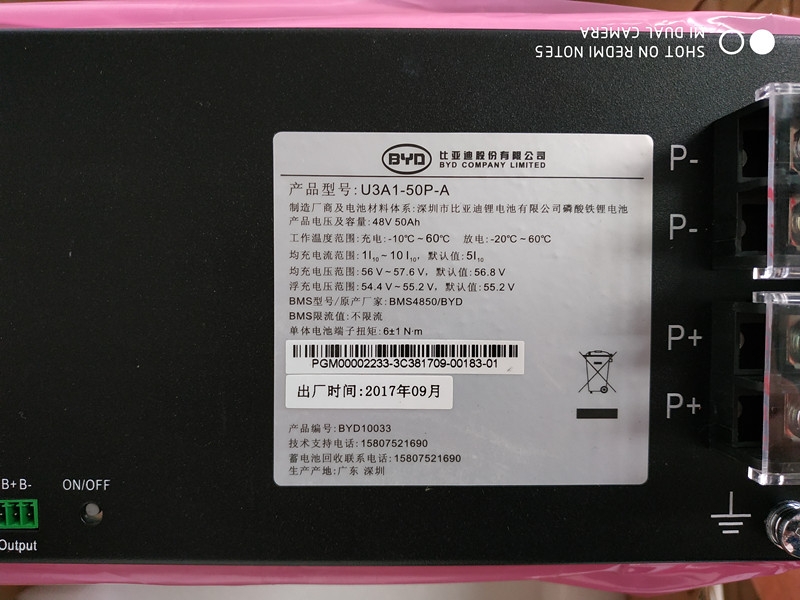 SHOT ON REDMI NOTES
MI DUAL CAMERA
BYD 比亚迪股份有限公司
BYD COMPANY LIMITED
产品型号:U3A1-50P-A
制造厂商及电池材料体系:深圳市比亚迪锂电池有限公司磷酸铁锂电池
产品电压及容量:48V 50Ah
工作温度范围:充电:-10℃~60℃ 放电:-20℃~60℃
均充电流范围:1I10~10 I10, 默认值:5I10
均充电压范围:56 V~57.6 V, 默认值:56.8 V
浮充电压范围:54.4 V~55.2 V, 默认值:55.2 V
BMS型号/原产厂家:BMS4850/BYD
BMS限流值:不限流
单体电池端子扭矩:6±1 N·m
PGM00002233-3C381709-00183-01
出厂时间:2017年09月
产品编号:BYD10033
技术支持电话:15807521690
蓄电池回收联系电话:15807521690
生产产地:广东 深圳
P-
P-
P+
P+
B+ B-
ON/OFF
Output